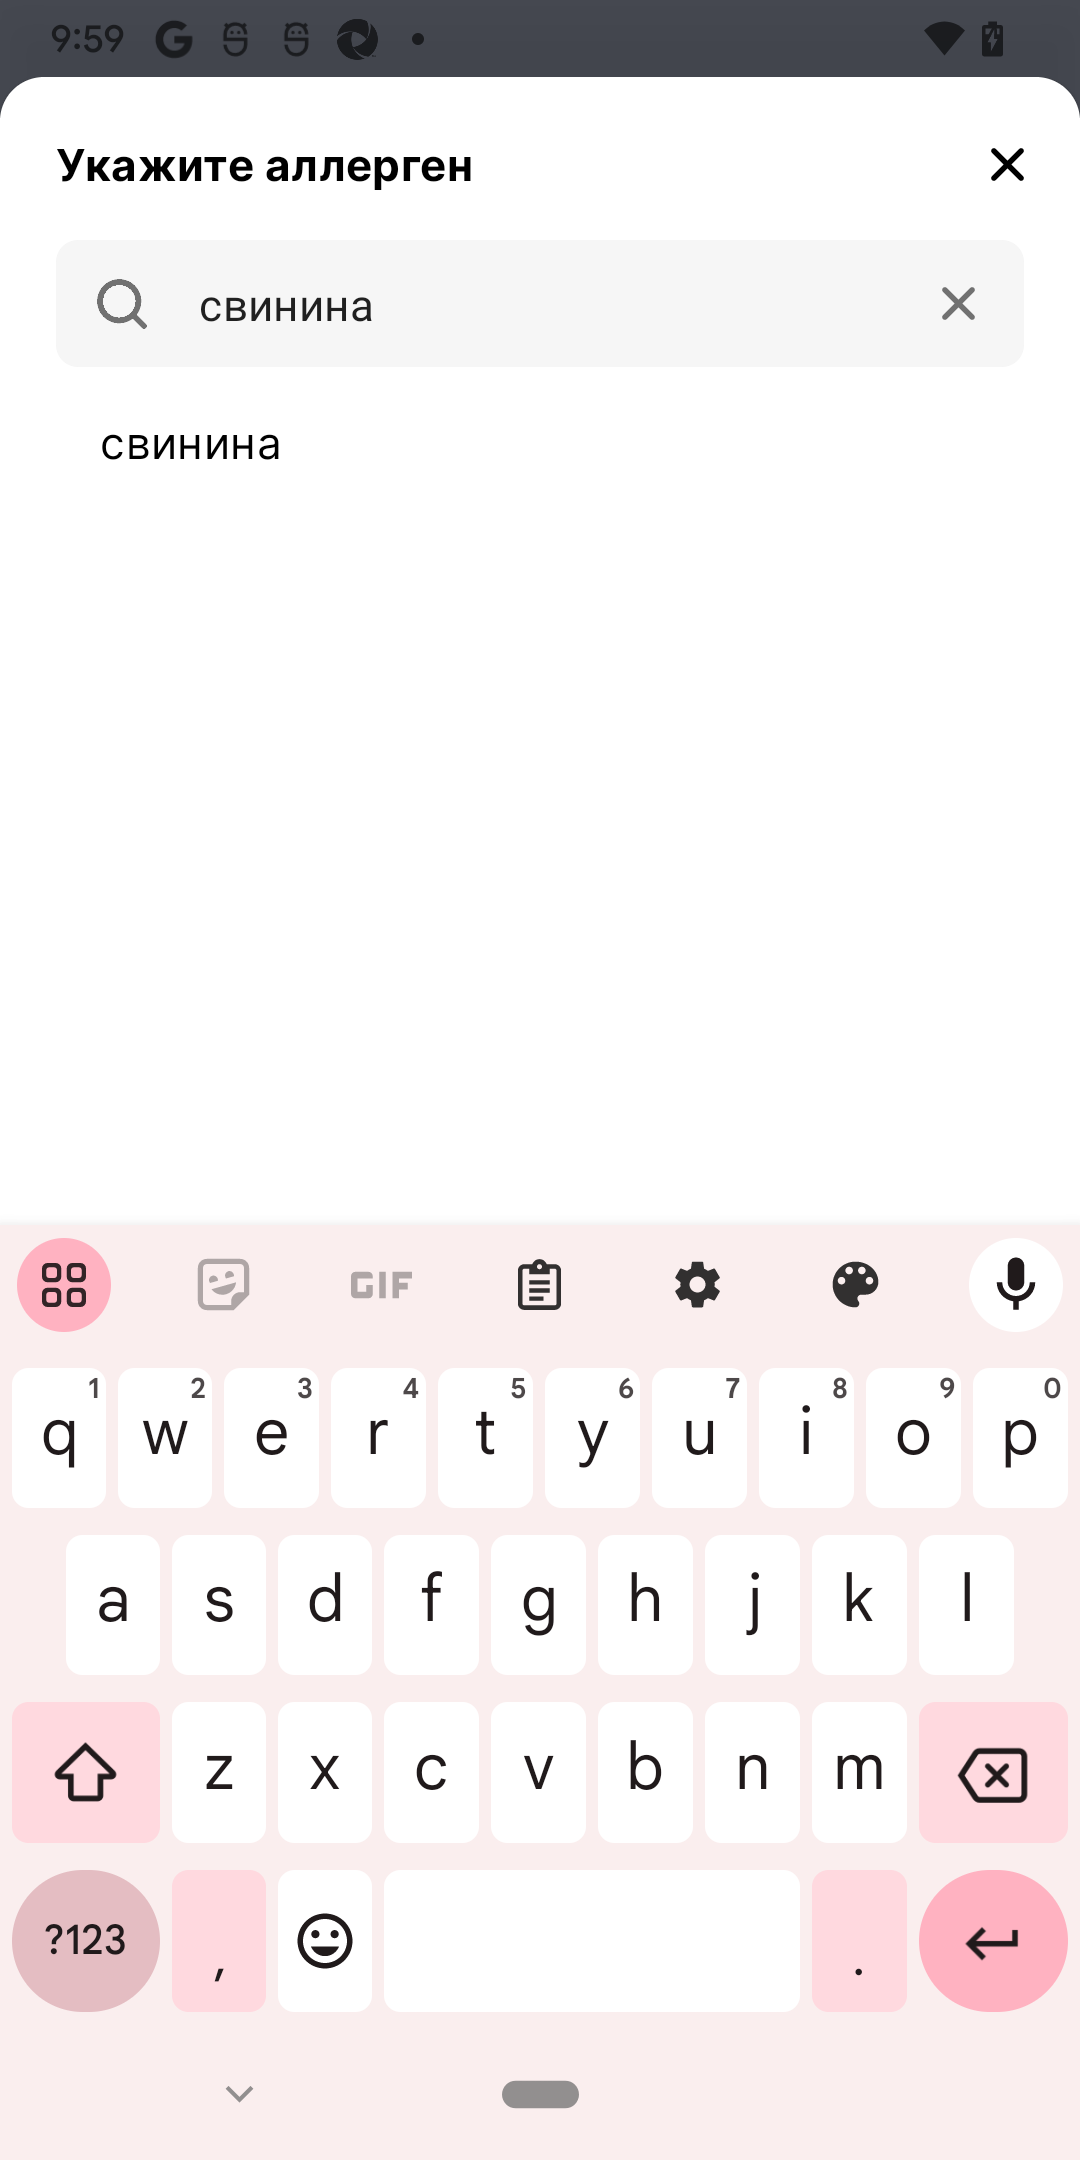 9:59
Укажите аллерген
свинина
свинина
GIF
1 2 3 4 5 6 7 8 9 0
q w e r t y u i o p
a s d f g h j k l
z x c v b n m
?123 , .